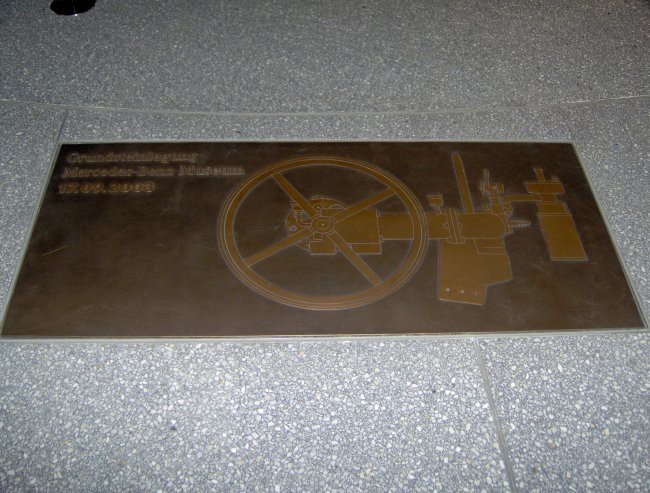 Grundsteinlegung
Mercedes-Benz Museum
17.09.2003